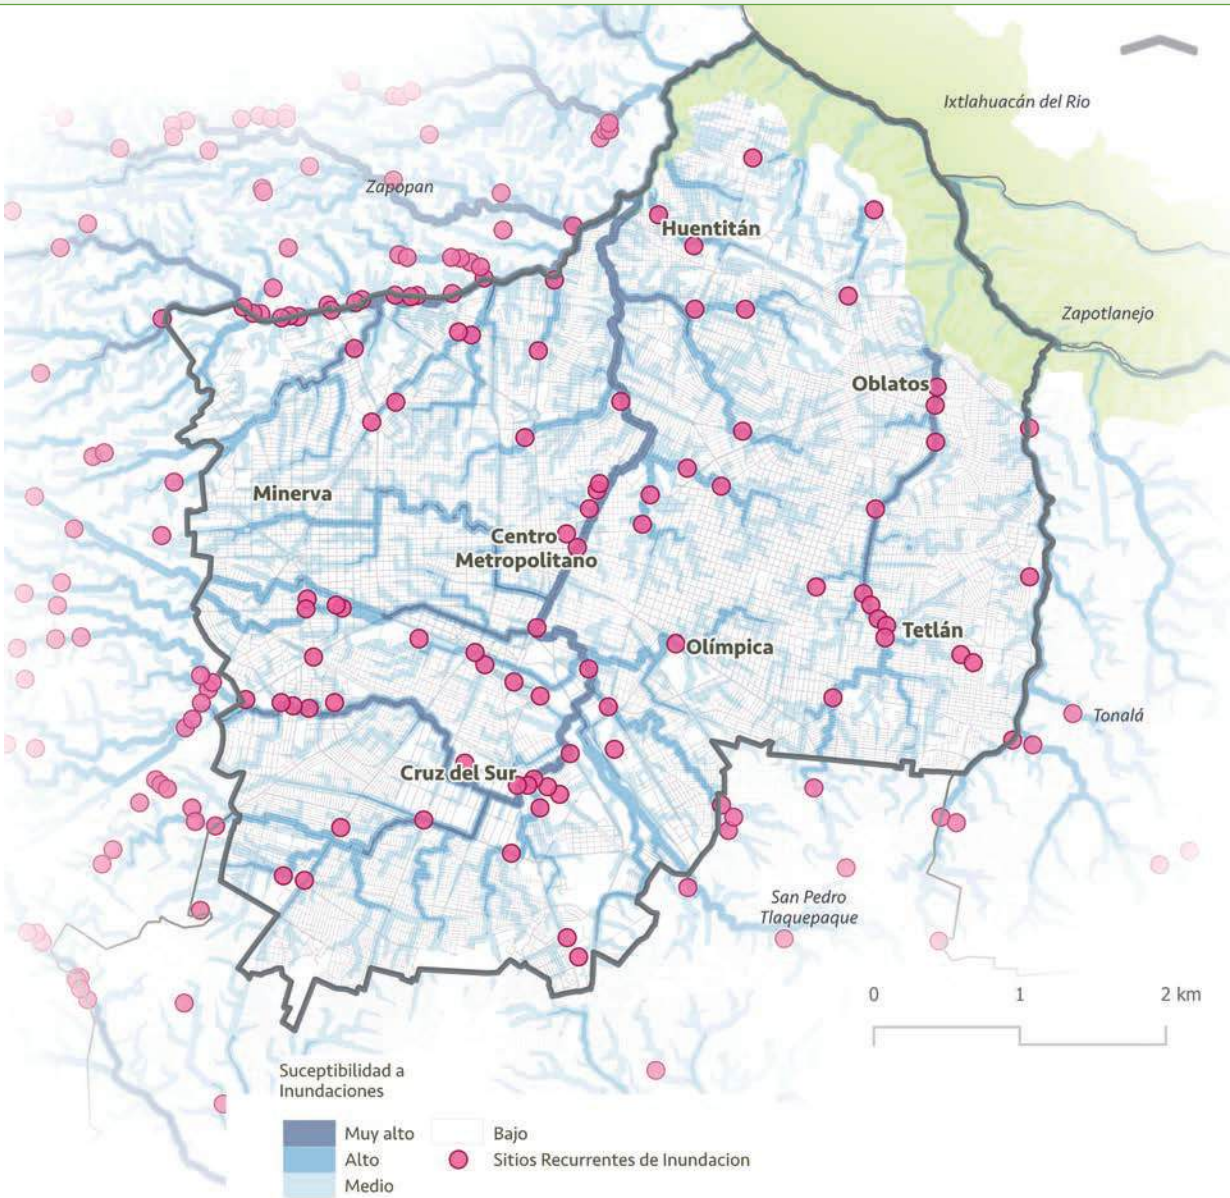 Ixtlahuacán del Rio
Zapopan
Huentitán
Zapotlanejo
Oblatos
Minerva
Centro
Metropolitano
Tetlán
Olímpica
Tonalá
Cruz del Sur
San Pedro
Tlaquepaque
0 1 2 km
Suceptibilidad a
Inundaciones
Muy alto
Bajo
Alto
Sitios Recurrentes de Inundacion
Medio